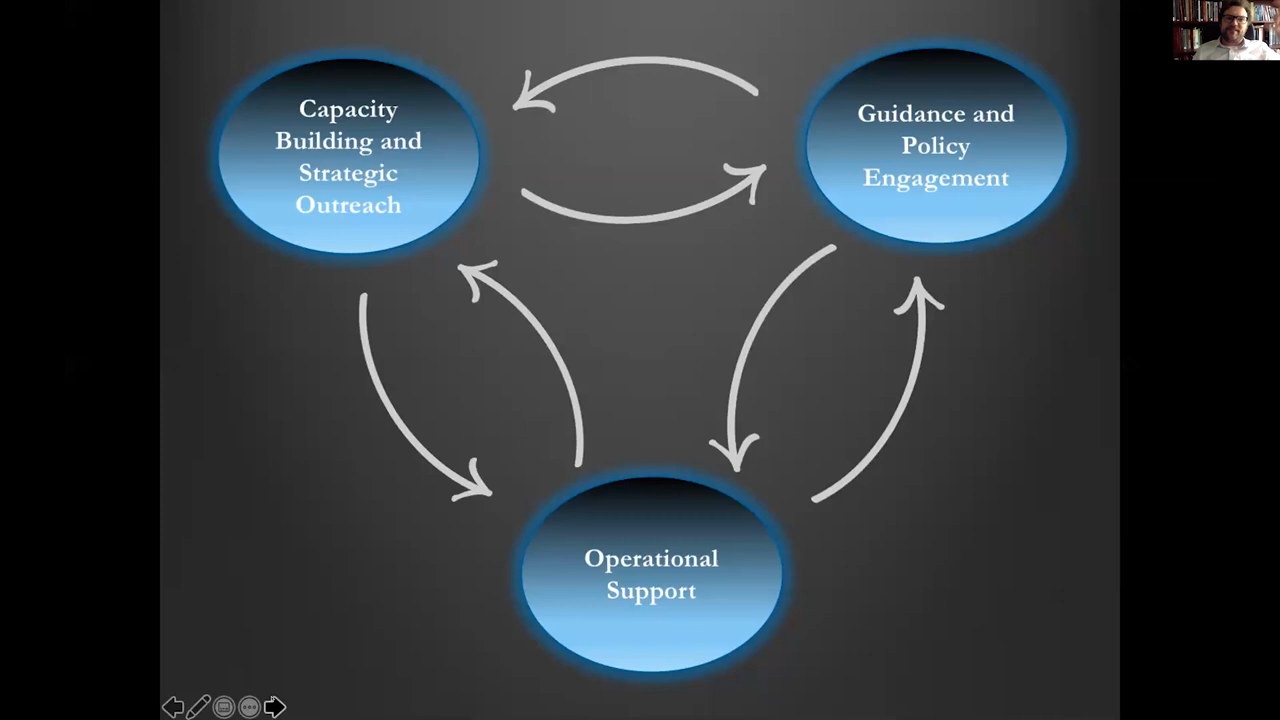 Capacity
Building and
Strategic
Outreach
Guidance and
Policy
Engagement
Operational
Support